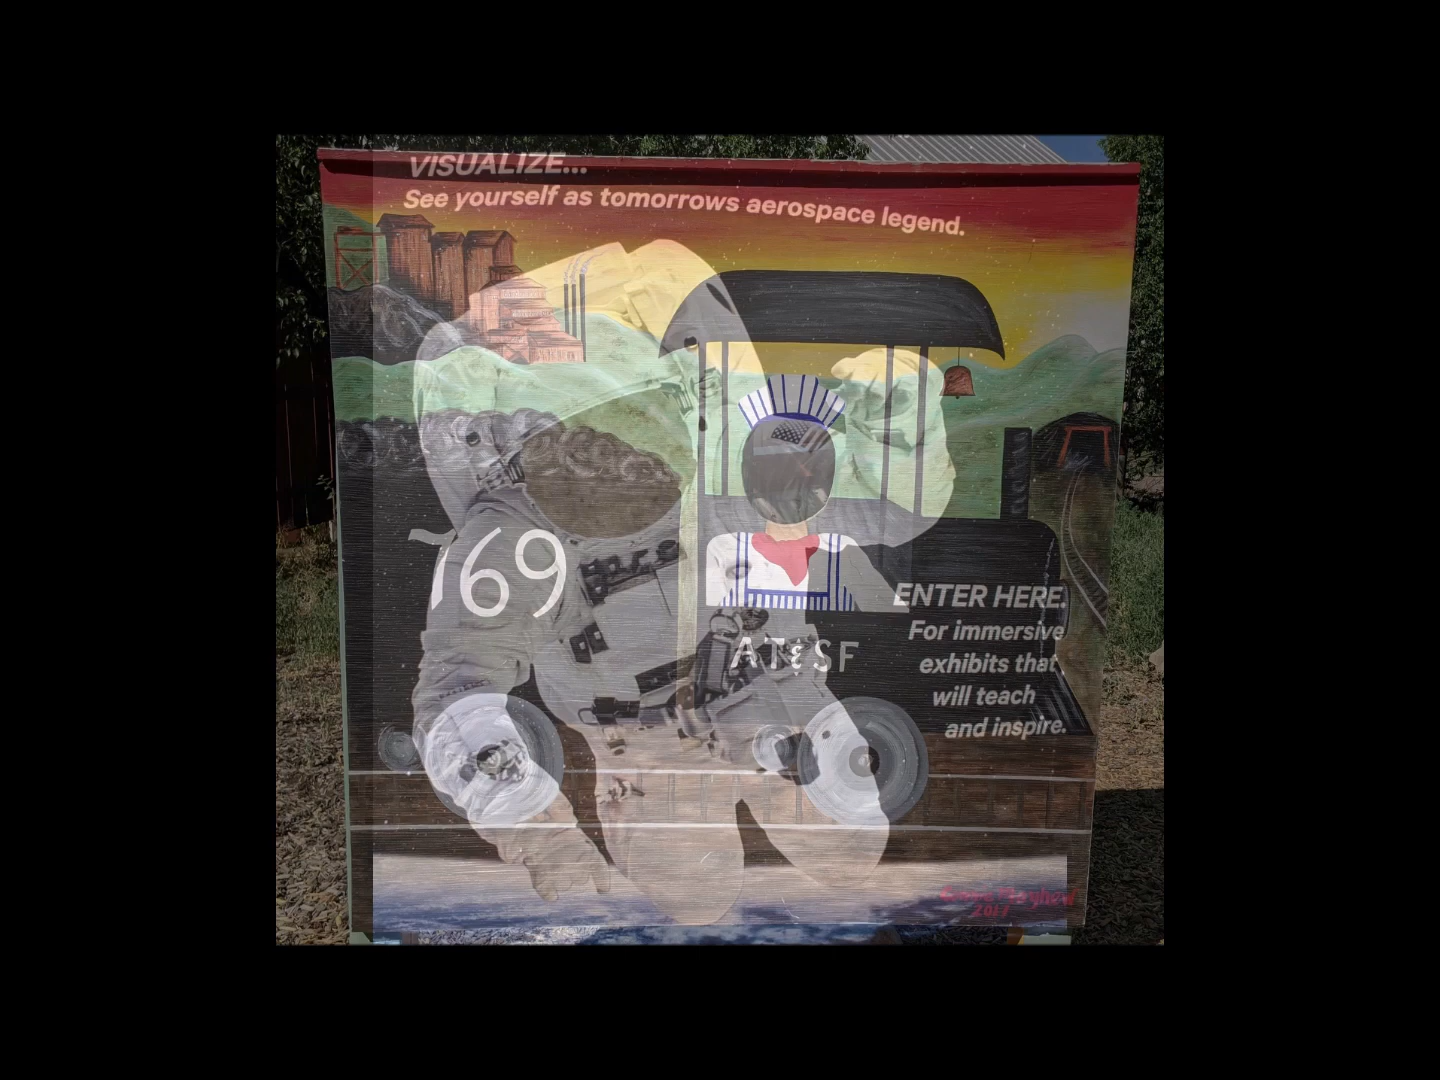 VISUALIZE...
See yourself as tomorrows aerospace legend.
769
ENTER HERE.
For immersive
exhibits that
will teach
and inspire.
AT&SF
2017